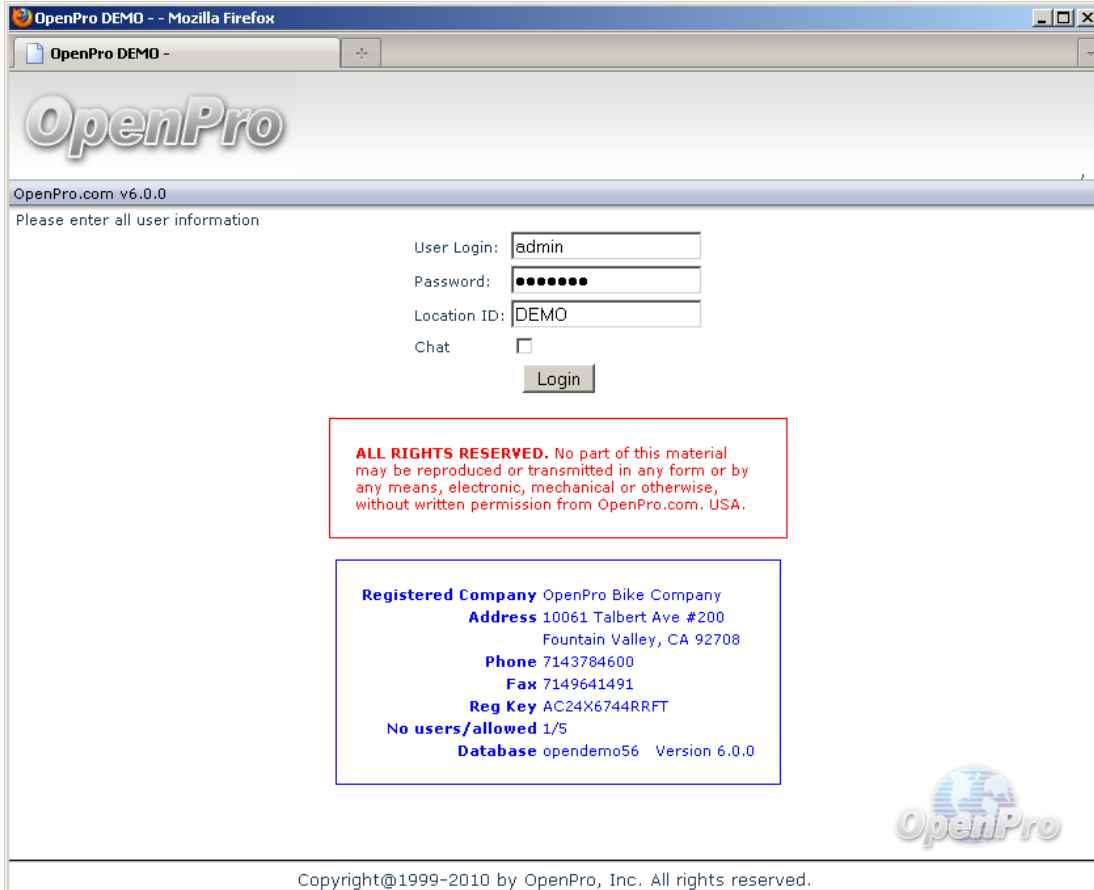 OpenPro DEMO - - Mozilla Firefox
OpenPro DEMO -
OpenPro
,
OpenPro.com v6.0.0
Please enter all user information
User Login: admin
Password: •••••••
Location ID: DEMO
Chat
Login
ALL RIGHTS RESERVED. No part of this material
may be reproduced or transmitted in any form or by
any means, electronic, mechanical or otherwise,
without written permission from OpenPro.com. USA.
Registered Company OpenPro Bike Company
Address 10061 Talbert Ave #200
Fountain Valley, CA 92708
Phone 7143784600
Fax 7149641491
Reg Key AC24X6744RRFT
No users/allowed 1/5
Database opendemo56 Version 6.0.0
OpenPro
Copyright@1999-2010 by OpenPro, Inc. All rights reserved.